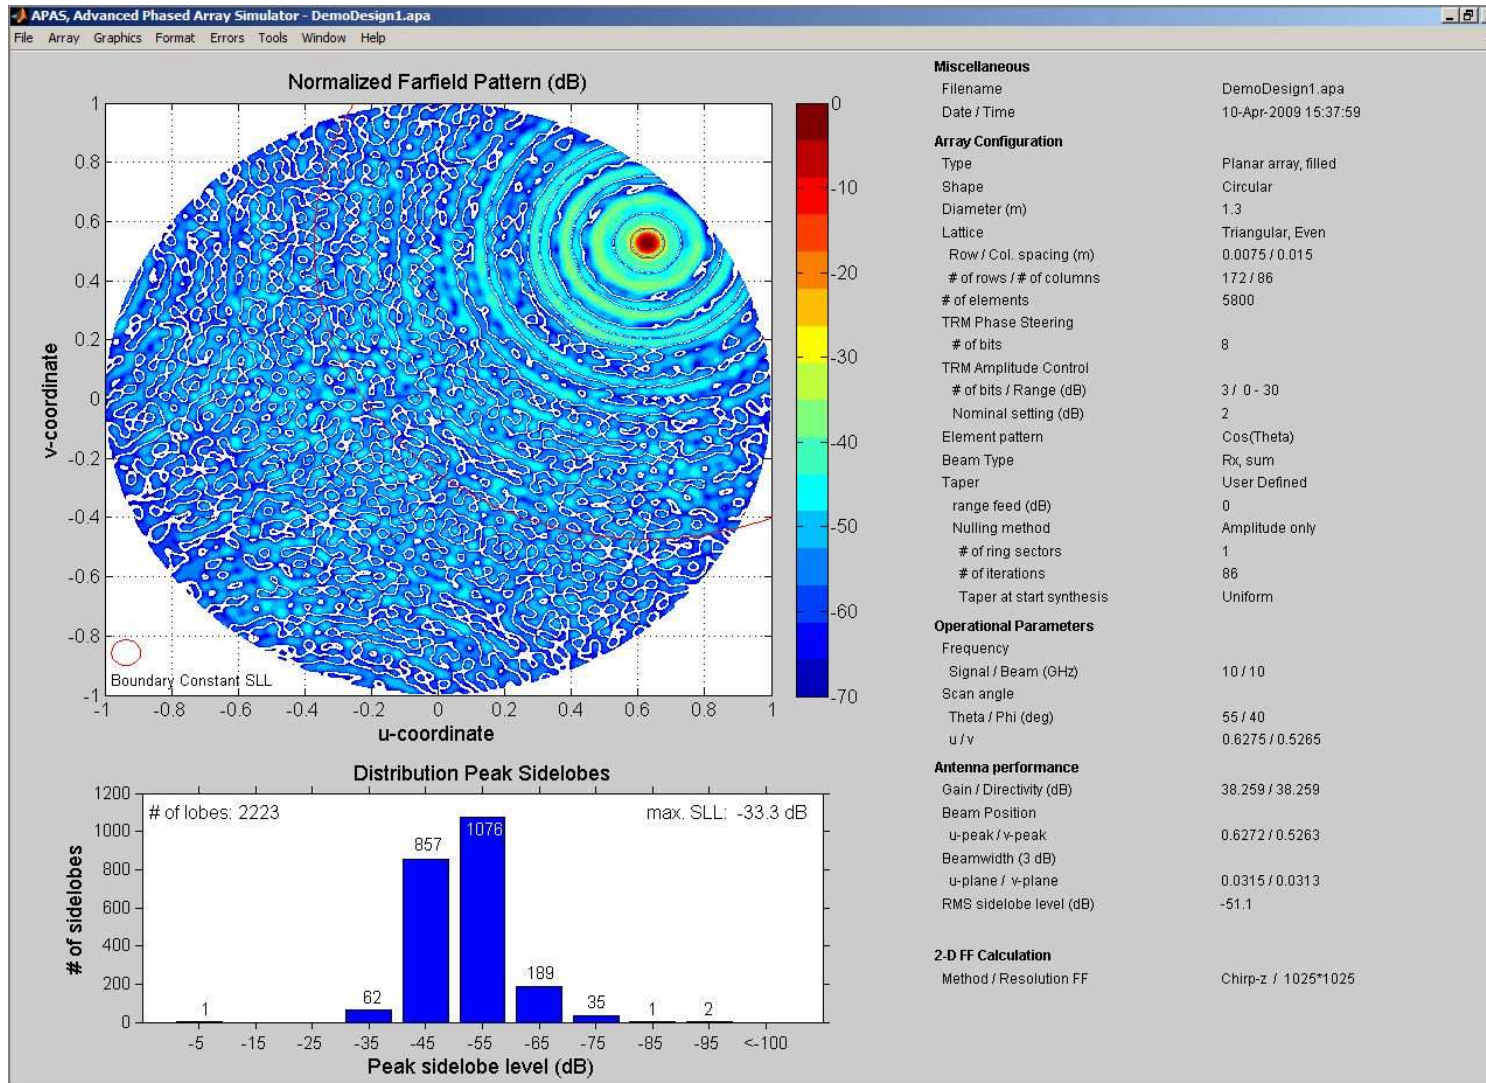 APAS, Advanced Phased Array Simulator - DemoDesign1.apa
File Array Graphics Format Errors Tools Window Help
Normalized Farfield Pattern (dB)
1
0.8
0.6
0.4
0.2
0
-0.2
-0.4
-0.6
-0.8
-1
v-coordinate
Boundary Constant SLL
-1 -0.8 -0.6 -0.4 -0.2 0 0.2 0.4 0.6 0.8 1
u-coordinate
0
-10
-20
-30
-40
-50
-60
-70
Distribution Peak Sidelobes
# of lobes: 2223 max. SLL: -33.3 dB
1200
1000
800
600
400
200
0
# of sidelobes
1 62 857 1076 189 35 1 2
-5 -15 -25 -35 -45 -55 -65 -75 -85 -95 <-100
Peak sidelobe level (dB)
Miscellaneous
Filename DemoDesign1.apa
Date / Time 10-Apr-2009 15:37:59
Array Configuration
Type Planar array, filled
Shape Circular
Diameter (m) 1.3
Lattice Triangular, Even
Row / Col. spacing (m) 0.0075 / 0.015
# of rows / # of columns 172 / 86
# of elements 5800
TRM Phase Steering
# of bits 8
TRM Amplitude Control
# of bits / Range (dB) 3 / 0 - 30
Nominal setting (dB) 2
Element pattern Cos(Theta)
Beam Type Rx, sum
Taper User Defined
range feed (dB) 0
Nulling method Amplitude only
# of ring sectors 1
# of iterations 86
Taper at start synthesis Uniform
Operational Parameters
Frequency
Signal / Beam (GHz) 10 / 10
Scan angle
Theta / Phi (deg) 55 / 40
u / v 0.6275 / 0.5265
Antenna performance
Gain / Directivity (dB) 38.259 / 38.259
Beam Position
u-peak / v-peak 0.6272 / 0.5263
Beamwidth (3 dB)
u-plane / v-plane 0.0315 / 0.0313
RMS sidelobe level (dB) -51.1
2-D FF Calculation
Method / Resolution FF Chirp-z / 1025*1025